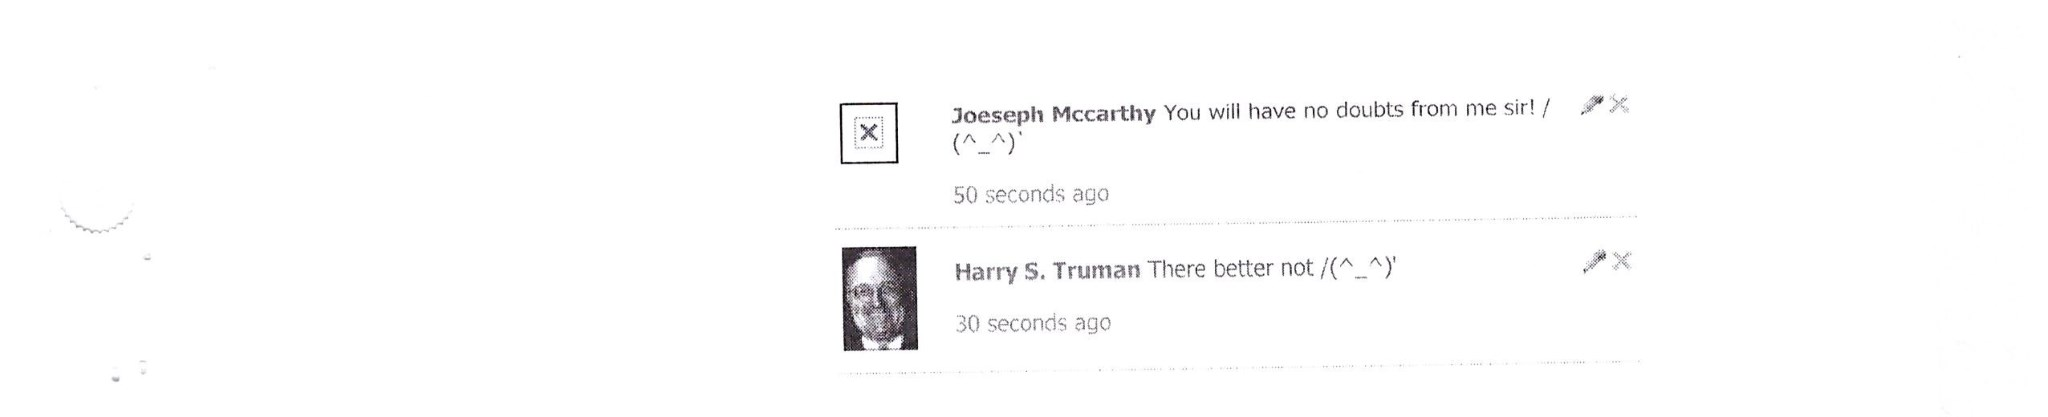 Joeseph Mccarthy You will have no doubts from me sir! /
(^_^)'
50 seconds ago
Harry S. Truman There better not /(^_^)'
30 seconds ago